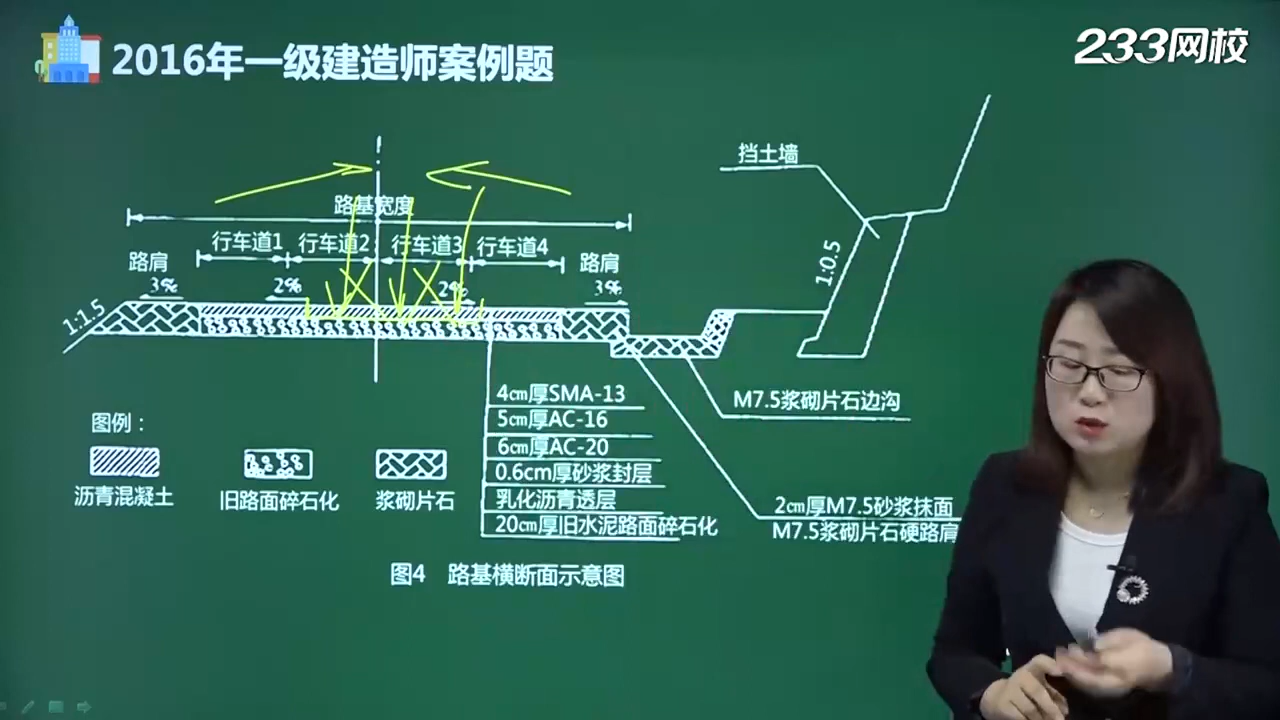 2016年一级建造师案例题
233网校
挡土墙
路基宽度
行车道1 行车道2 行车道3 行车道4
路肩 路肩
3% 2% 2% 3%
1:1.5
1:0.5
4cm厚SMA-13
5cm厚AC-16
6cm厚AC-20
0.6cm厚砂浆封层
乳化沥青透层
20cm厚旧水泥路面碎石化
M7.5浆砌片石边沟
2cm厚M7.5砂浆抹面
M7.5浆砌片石硬路肩
图例：
沥青混凝土 旧路面碎石化 浆砌片石
图4 路基横断面示意图